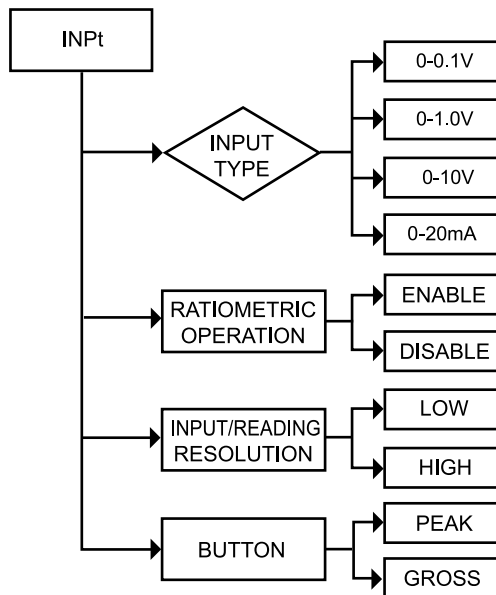 INPt
INPUT
TYPE
0-0.1V
0-1.0V
0-10V
0-20mA
RATIOMETRIC
OPERATION
ENABLE
DISABLE
INPUT/READING
RESOLUTION
LOW
HIGH
BUTTON
PEAK
GROSS